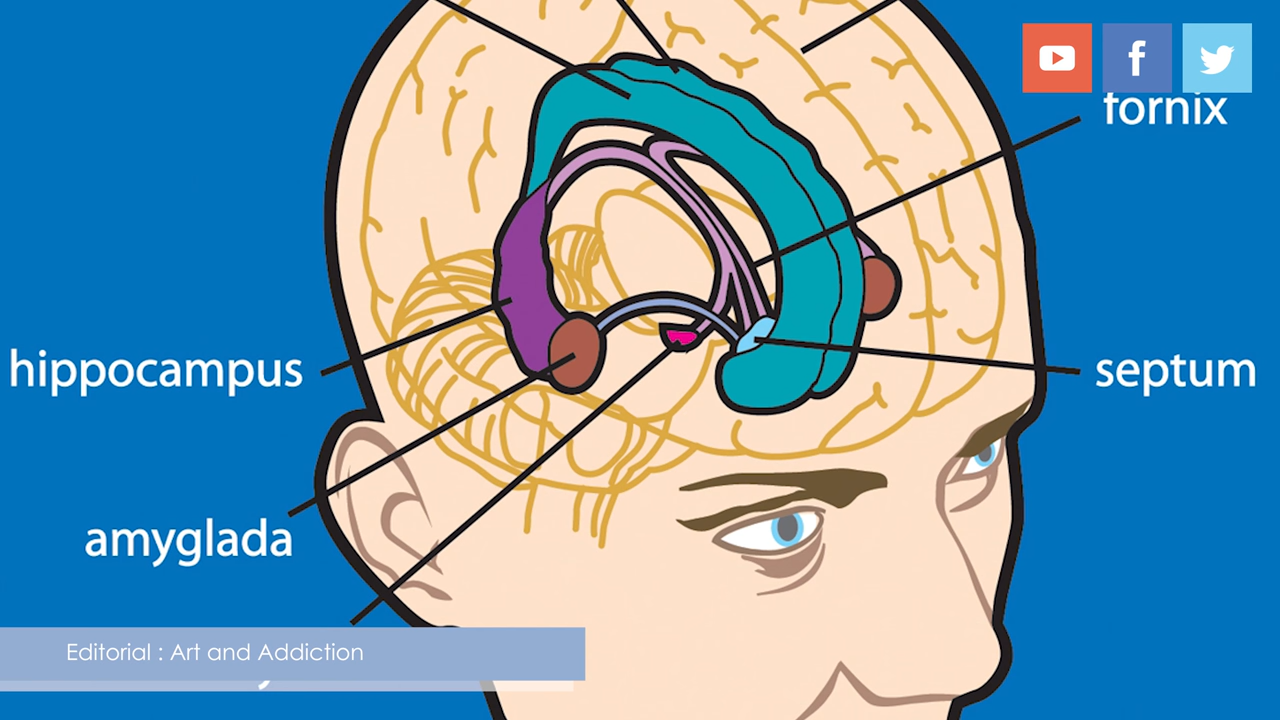 fornix
hippocampus
septum
amyglada
Editorial : Art and Addiction